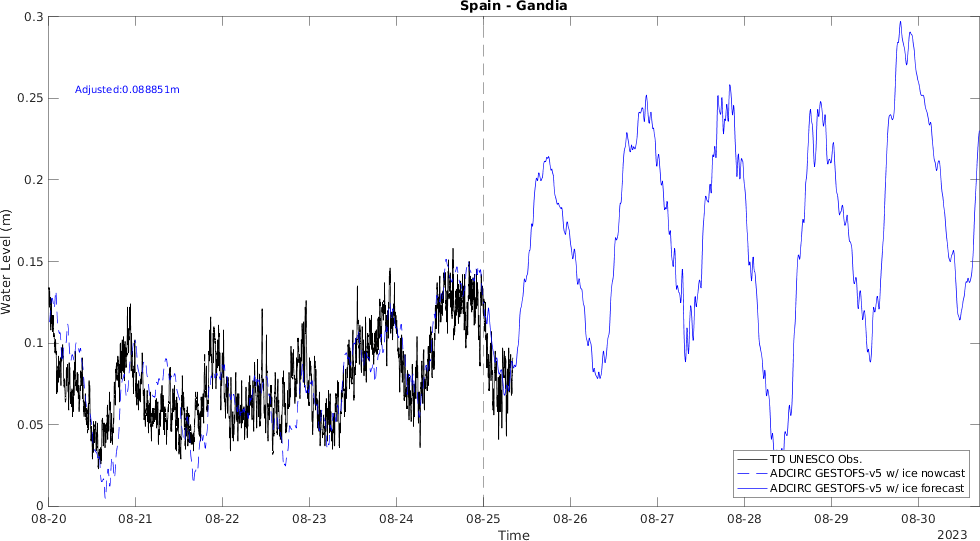 Spain - Gandia
0.3
0.25
0.2
0.15
0.1
0.05
0
Water Level (m)
Adjusted:0.088851m
TD UNESCO Obs.
ADCIRC GESTOFS-v5 w/ ice nowcast
ADCIRC GESTOFS-v5 w/ ice forecast
08-20 08-21 08-22 08-23 08-24 08-25 08-26 08-27 08-28 08-29 08-30
Time
2023